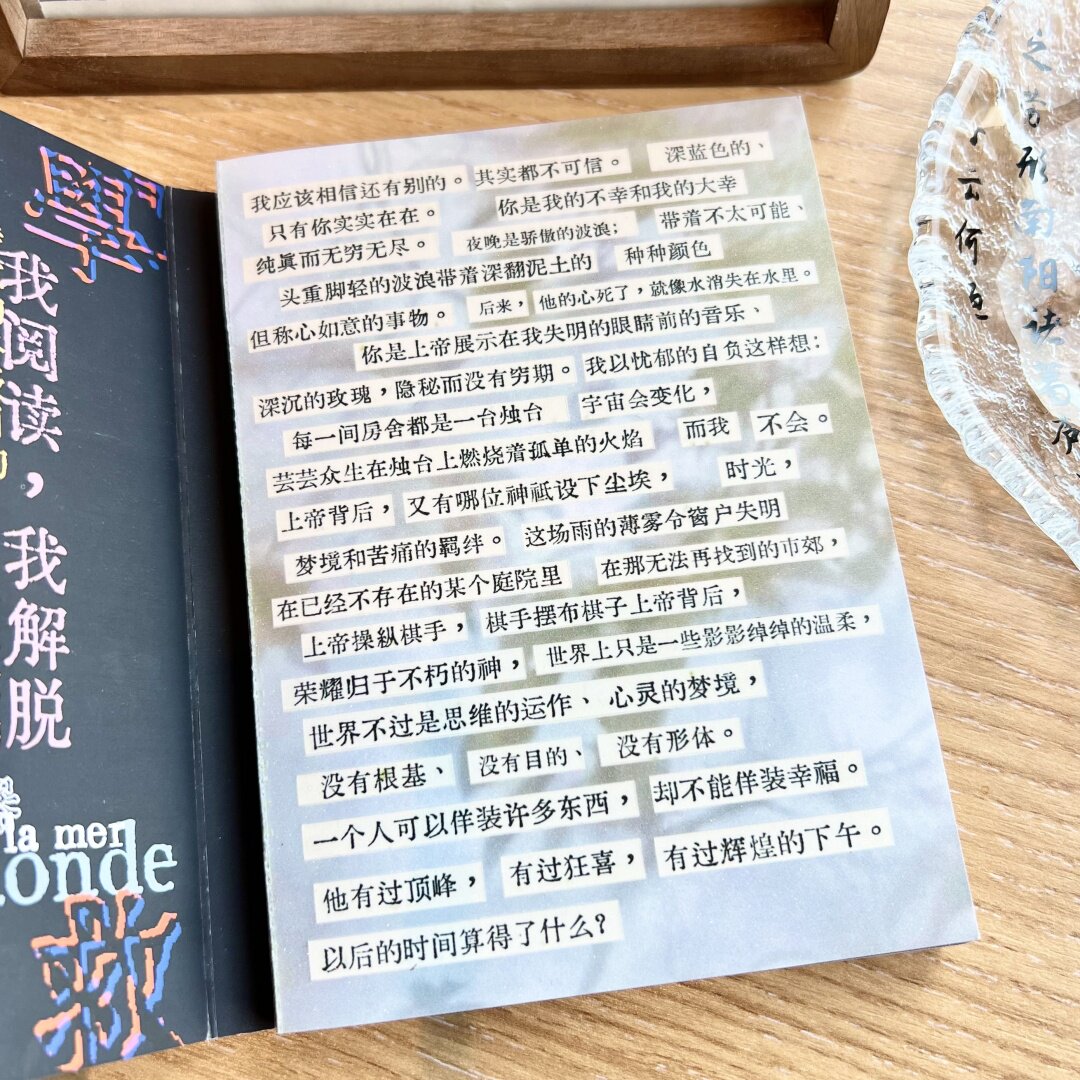 我应该相信还有别的。 其实都不可信。 深蓝色的、
只有你实实在在。 你是我的不幸和我的大幸
纯真而无穷无尽。 夜晚是骄傲的波浪; 带着不太可能、
头重脚轻的波浪带着深翻泥土的 种种颜色
但称心如意的事物。 后来，他的心死了，就像水消失在水里。
你是上帝展示在我失明的眼睛前的音乐、
深沉的玫瑰，隐秘而没有穷期。 我以忧郁的自负这样想：
每一间房舍都是一台烛台 宇宙会变化，
芸芸众生在烛台上燃烧着孤单的火焰 而我 不会。
上帝背后， 又有哪位神祇设下尘埃， 时光，
梦境和苦痛的羁绊。 这场雨的薄雾令窗户失明
在已经不存在的某个庭院里 在那无法再找到的市郊，
上帝操纵棋手， 棋手摆布棋子上帝背后，
荣耀归于不朽的神， 世界上只是一些影影绰绰的温柔，
世界不过是思维的运作、 心灵的梦境，
没有根基、 没有目的、 没有形体。
一个人可以佯装许多东西， 却不能佯装幸福。
他有过顶峰， 有过狂喜， 有过辉煌的下午。
以后的时间算得了什么？
我阅读，我解脱
la mer
onde
之苦形南阳诸葛庐
云何